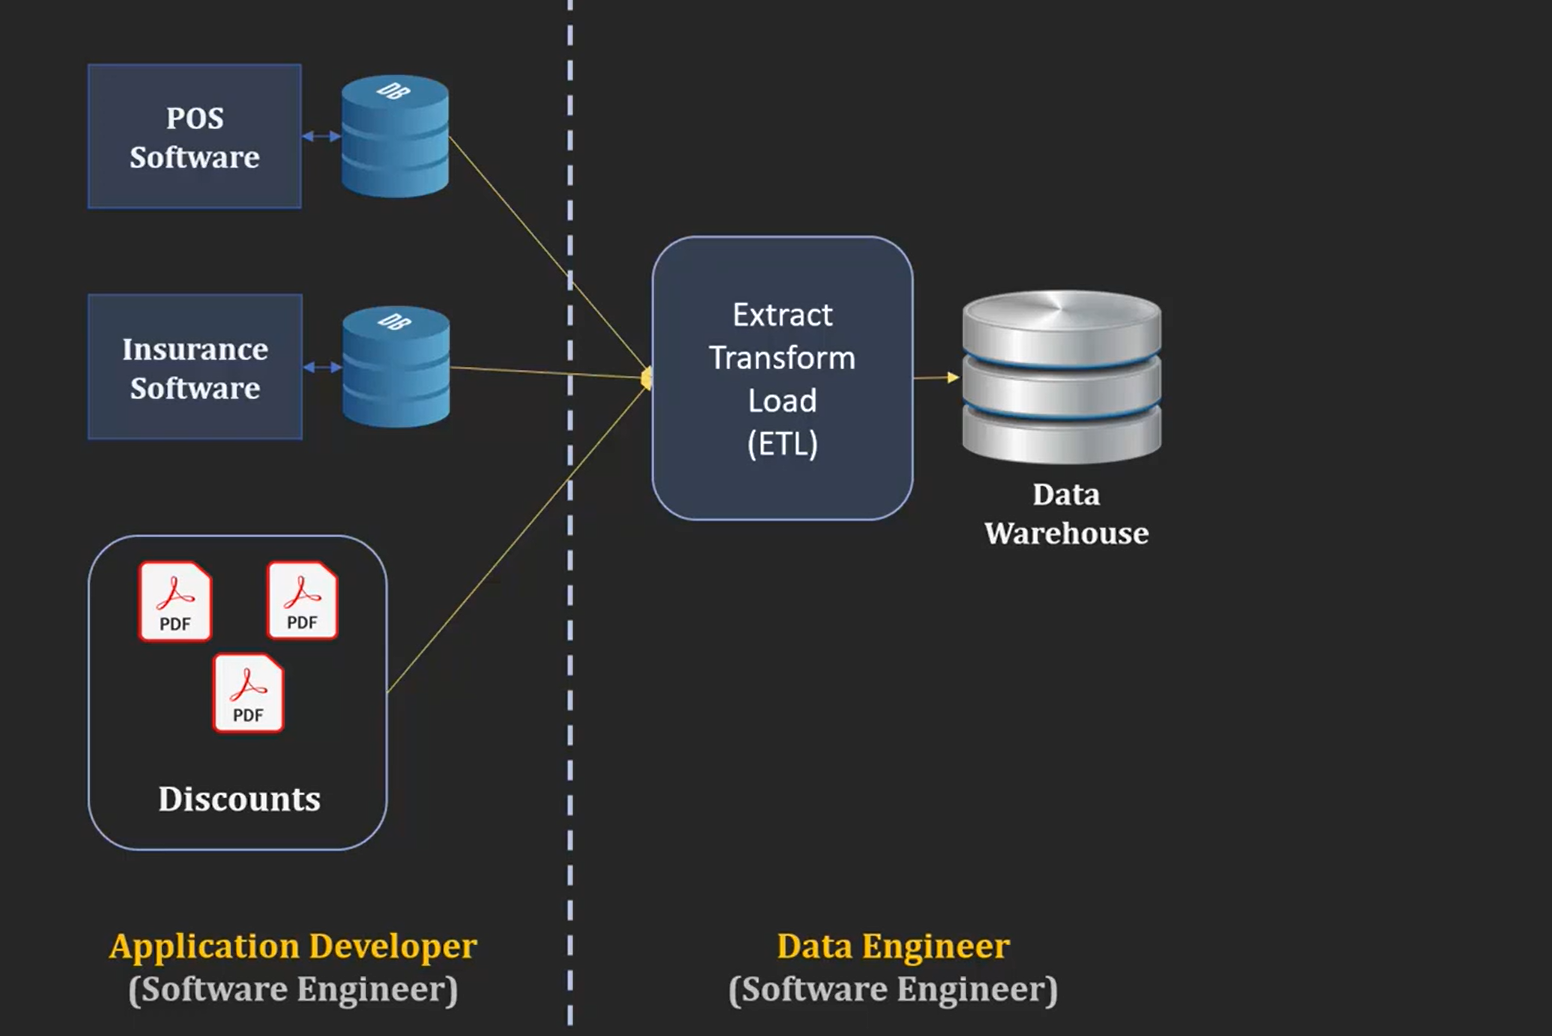 POS
Software
DB
Insurance
Software
DB
PDF
PDF
PDF
Discounts
Extract
Transform
Load
(ETL)
Data
Warehouse
Application Developer
(Software Engineer)
Data Engineer
(Software Engineer)